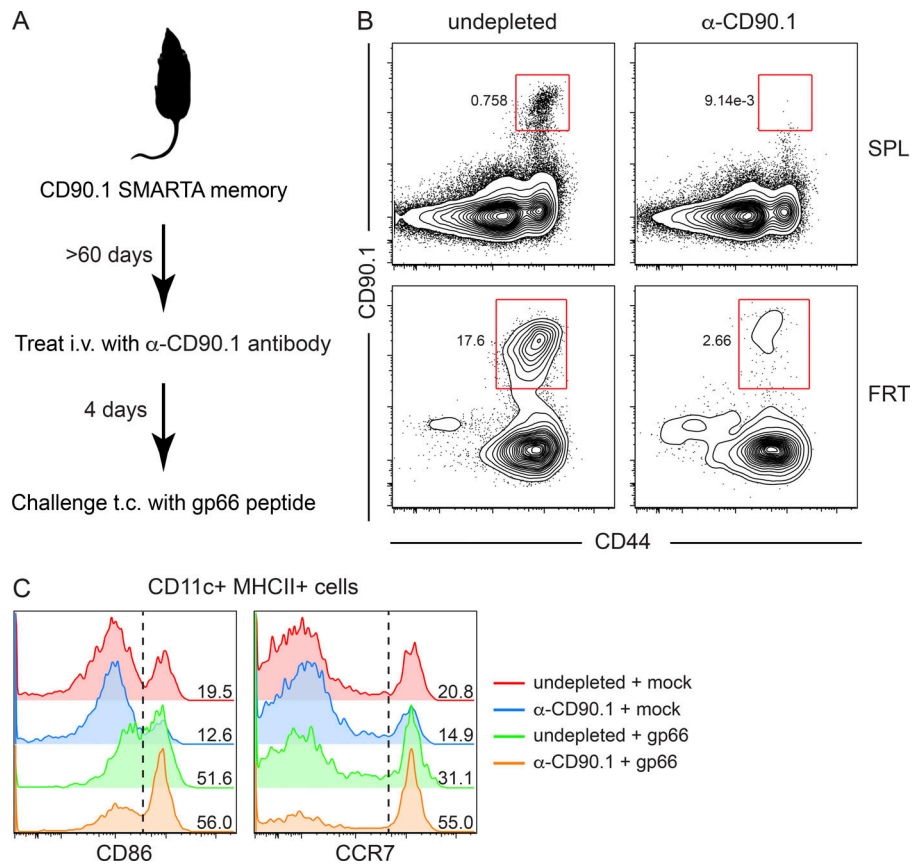 A
CD90.1 SMARTA memory
>60 days
Treat i.v. with α-CD90.1 antibody
4 days
Challenge t.c. with gp66 peptide
B
undepleted
α-CD90.1
0.758
9.14e-3
SPL
CD90.1
17.6
2.66
FRT
CD44
C
CD11c+ MHCII+ cells
19.5
12.6
51.6
56.0
CD86
20.8
14.9
31.1
55.0
CCR7
undepleted + mock
α-CD90.1 + mock
undepleted + gp66
α-CD90.1 + gp66